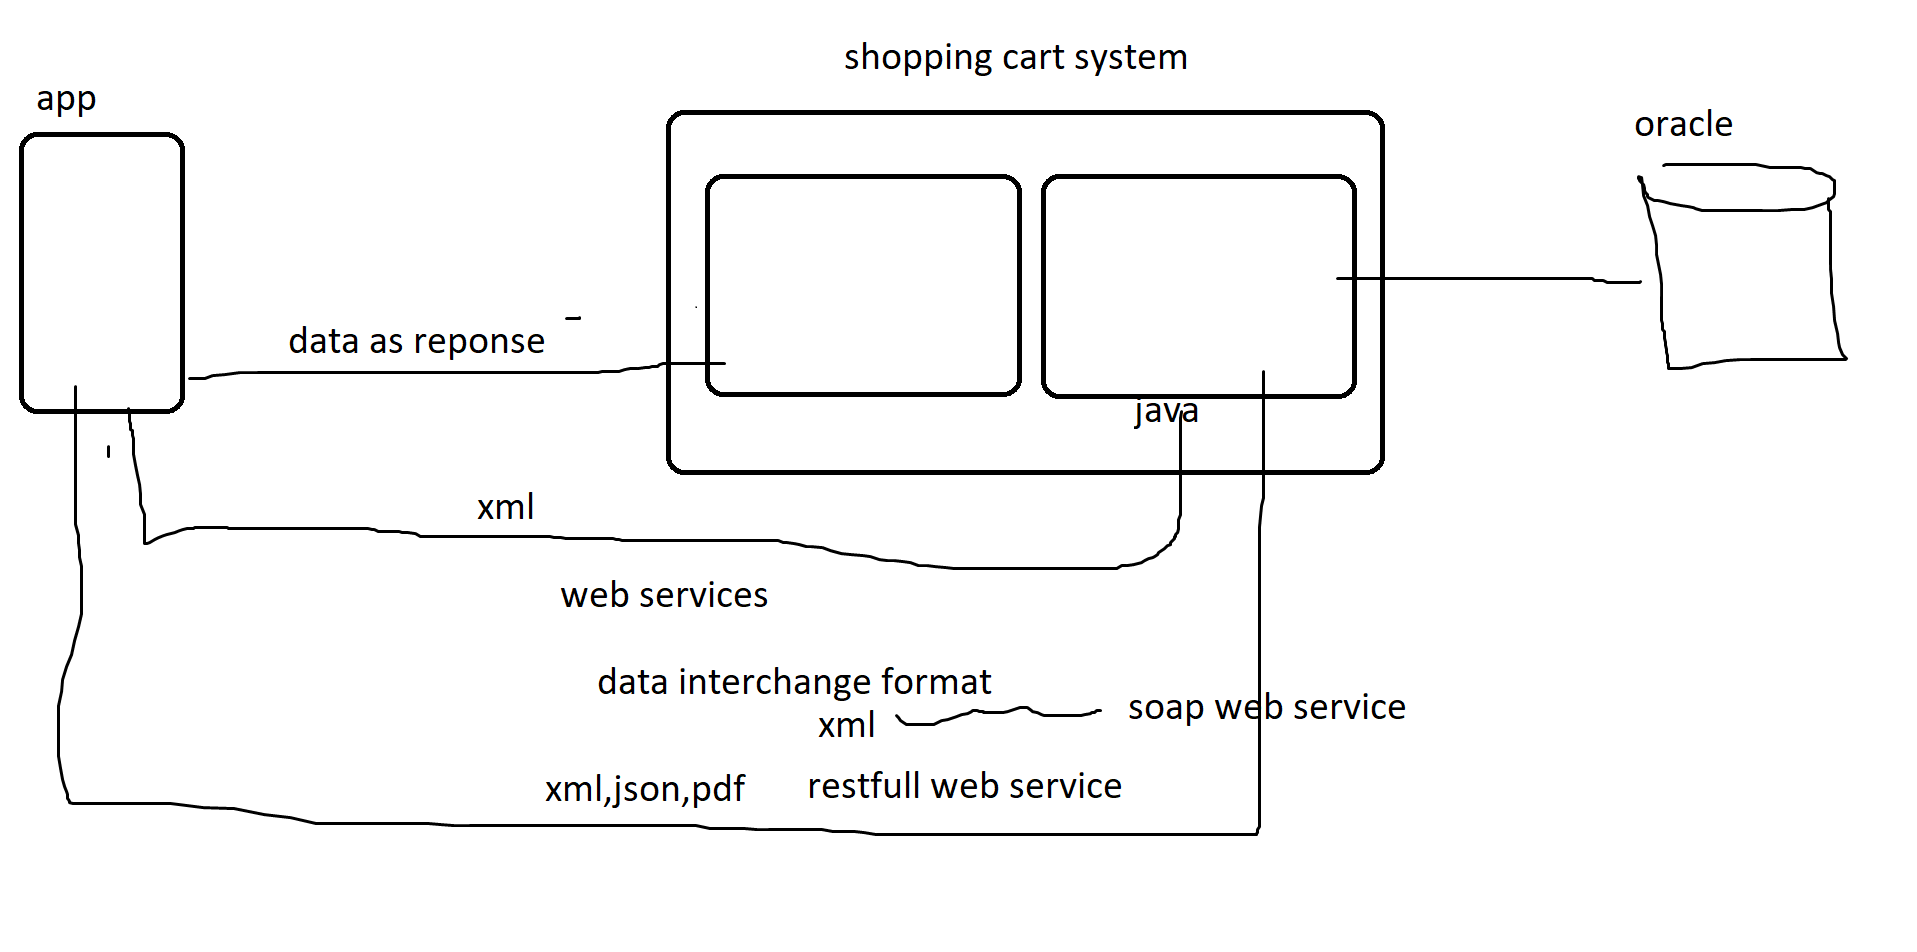 shopping cart system
app
oracle
data as reponse
java
xml
web services
data interchange format
xml
soap web service
xml,json,pdf
restfull web service